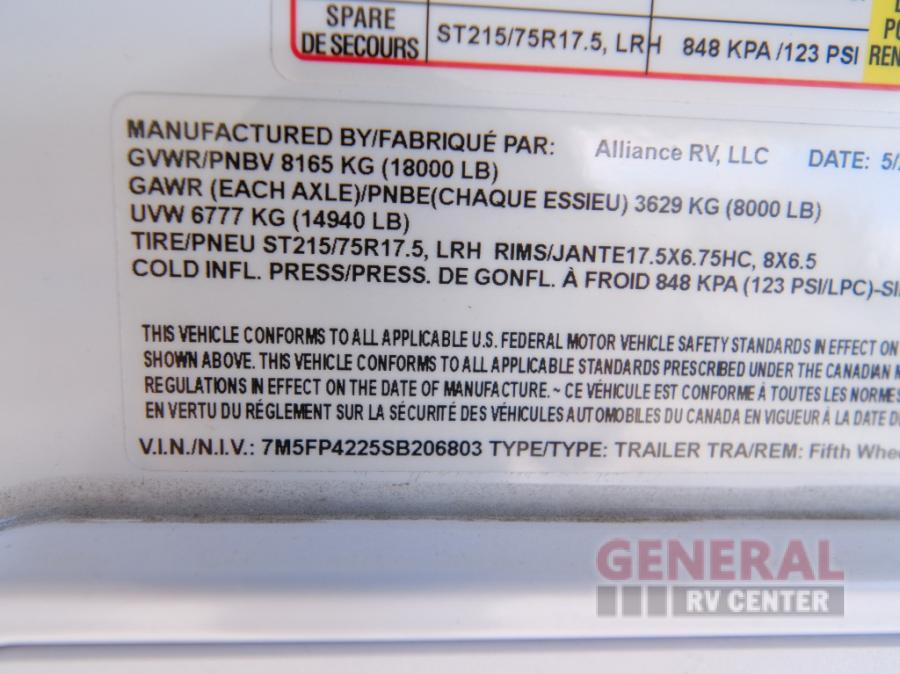 SPARE
DE SECOURS
ST215/75R17.5, LRH
848 KPA /123 PSI
MANUFACTURED BY/FABRIQUÉ PAR: Alliance RV, LLC DATE: 5/
GVWR/PNBV 8165 KG (18000 LB)
GAWR (EACH AXLE)/PNBE(CHAQUE ESSIEU) 3629 KG (8000 LB)
UVW 6777 KG (14940 LB)
TIRE/PNEU ST215/75R17.5, LRH RIMS/JANTE17.5X6.75HC, 8X6.5
COLD INFL. PRESS/PRESS. DE GONFL. À FROID 848 KPA (123 PSI/LPC)-SI
THIS VEHICLE CONFORMS TO ALL APPLICABLE U.S. FEDERAL MOTOR VEHICLE SAFETY STANDARDS IN EFFECT ON
SHOWN ABOVE. THIS VEHICLE CONFORMS TO ALL APPLICABLE STANDARDS PRESCRIBED UNDER THE CANADIAN
REGULATIONS IN EFFECT ON THE DATE OF MANUFACTURE. ~ CE VÉHICULE EST CONFORME À TOUTES LES NORMES
EN VERTU DU RÉGLEMENT SUR LA SÉCURITÉ DES VÉHICULES AUTOMOBILES DU CANADA EN VIGUEUR À LA DATE
V.I.N./N.I.V.: 7M5FP4225SB206803 TYPE/TYPE: TRAILER TRA/REM: Fifth Whee
GENERAL
RV CENTER